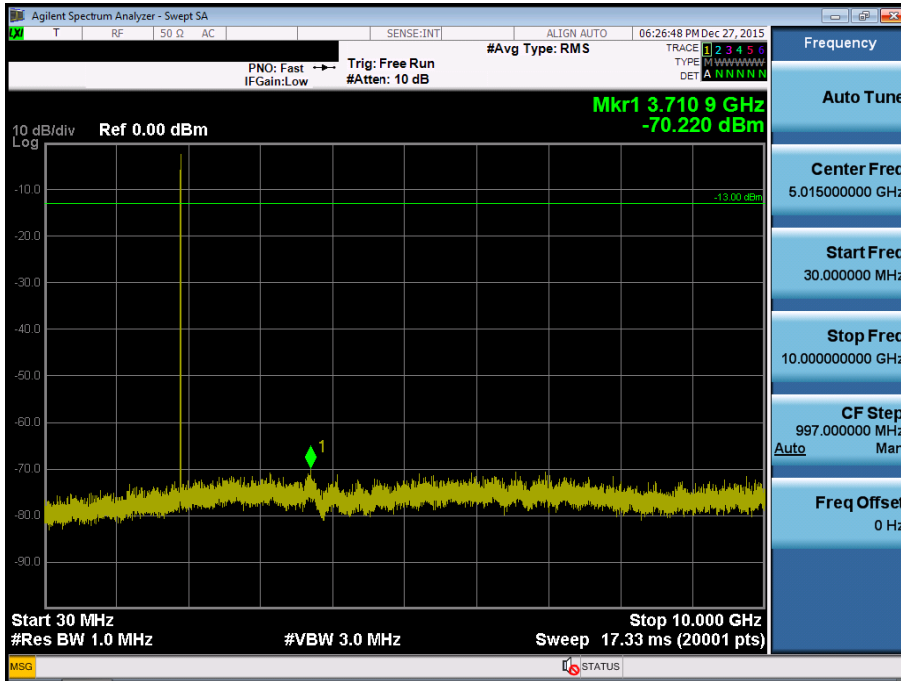 Agilent Spectrum Analyzer - Swept SA
LXI T RF 50 Ω AC SENSE:INT ALIGN AUTO 06:26:48 PM Dec 27, 2015
#Avg Type: RMS TRACE 1 2 3 4 5 6
TYPE M WWWWW
PNO: Fast Trig: Free Run DET A N N N N N
IFGain:Low #Atten: 10 dB
Mkr1 3.710 9 GHz
-70.220 dBm
10 dB/div Ref 0.00 dBm
Log
-10.0
-13.00 dBm
-20.0
-30.0
-40.0
-50.0
-60.0
1
-70.0
-80.0
-90.0
Start 30 MHz Stop 10.000 GHz
#Res BW 1.0 MHz #VBW 3.0 MHz Sweep 17.33 ms (20001 pts)
MSG STATUS
Frequency
Auto Tune
Center Freq
5.015000000 GHz
Start Freq
30.000000 MHz
Stop Freq
10.000000000 GHz
CF Step
997.000000 MHz
Auto Man
Freq Offset
0 Hz